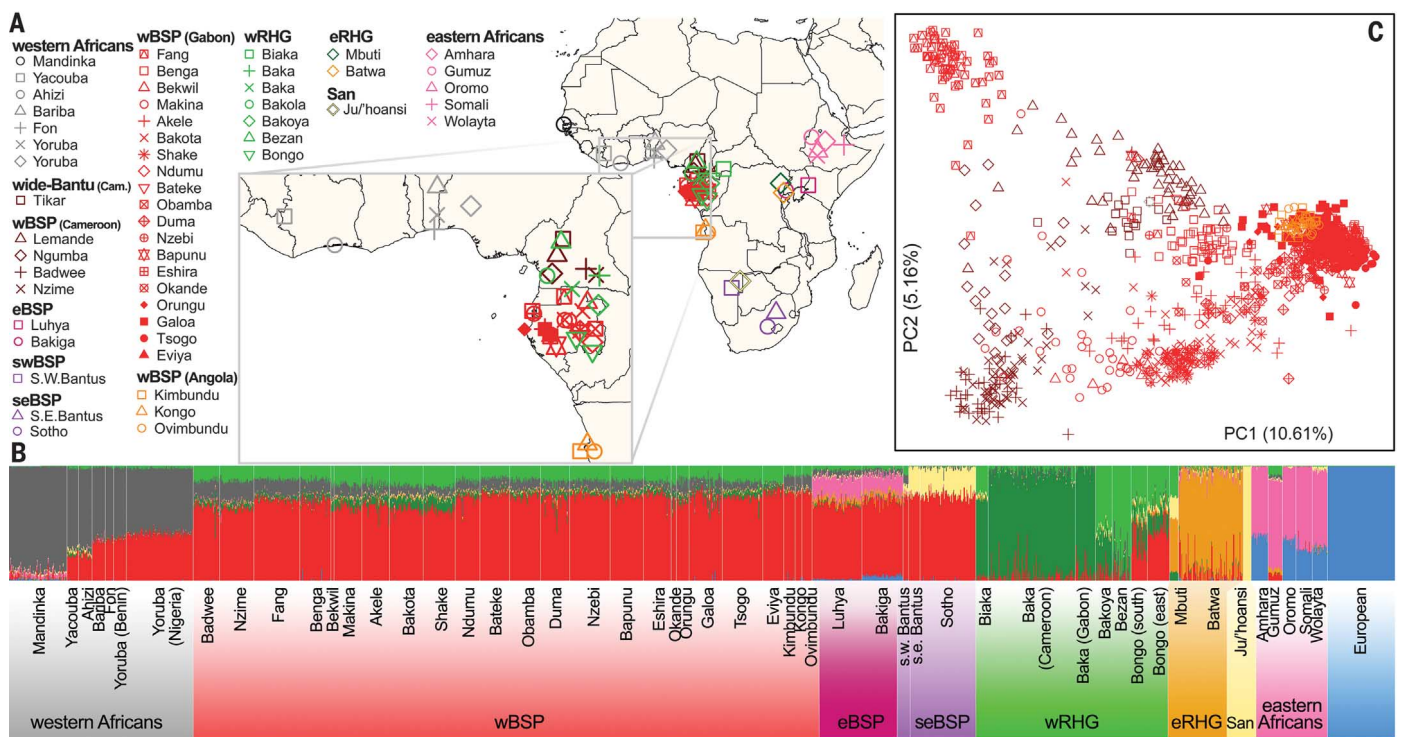 A
western Africans
Mandinka
Yacouba
Ahizi
Bariba
Fon
Yoruba
Yoruba
wide-Bantu (Cam.)
Tikar
wBSP (Cameroon)
Lemande
Ngumba
Badwee
Nzime
eBSP
Luhya
Bakiga
swBSP
S.W.Bantus
seBSP
S.E.Bantus
Sotho
wBSP (Gabon)
Fang
Benga
Bekwil
Makina
Akele
Bakota
Shake
Ndumu
Bateke
Obamba
Duma
Nzebi
Bapunu
Eshira
Okande
Orungu
Galoa
Tsogo
Eviya
wBSP (Angola)
Kimbundu
Kongo
Ovimbundu
wRHG
Biaka
Baka
Baka
Bakola
Bakoya
Bezan
Bongo
eRHG
Mbuti
Batwa
San
Ju/'hoansi
eastern Africans
Amhara
Gumuz
Oromo
Somali
Wolayta
C
PC2 (5.16%)
PC1 (10.61%)
B
Mandinka
Yacouba
Ahizi
Bariba
Fon
Yoruba (Benin)
Yoruba
(Nigeria)
Badwee
Nzime
Fang
Benga
Bekwil
Makina
Akele
Bakota
Shake
Ndumu
Bateke
Obamba
Duma
Nzebi
Bapunu
Eshira
Okande
Orungu
Galoa
Tsogo
Eviya
Kimbundu
Kongo
Ovimbundu
Luhya
Bakiga
s.w. Bantus
s.e. Bantus
Sotho
Biaka
Baka
(Cameroon)
Baka (Gabon)
Bakoya
Bezan
Bongo (south)
Bongo (east)
Mbuti
Batwa
Ju/'hoansi
Amhara
Gumuz
Oromo
Somali
Wolayta
European
western Africans
wBSP
eBSP
seBSP
wRHG
eRHG
San
eastern
Africans